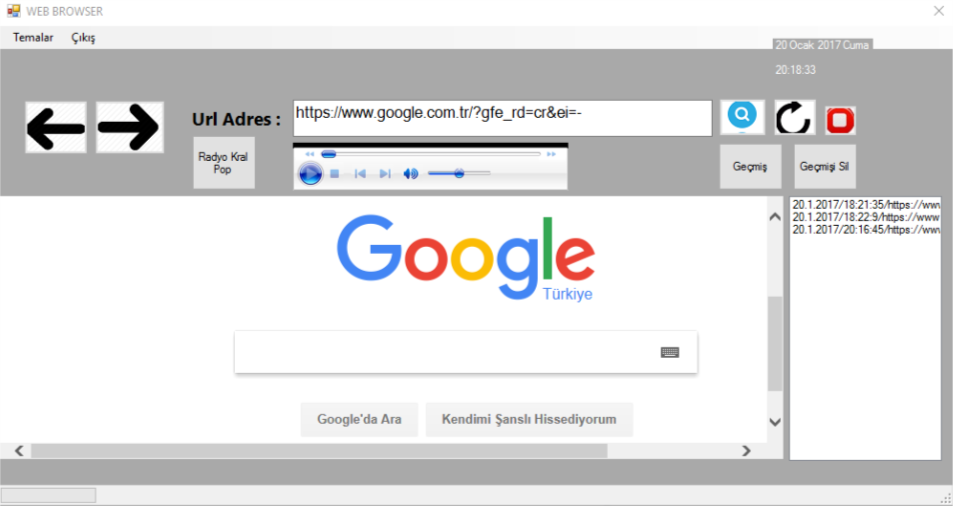 WEB BROWSER
Temalar Çıkış
20 Ocak 2017 Cuma
20:18:33
Url Adres :
https://www.google.com.tr/?gfe_rd=cr&ei=-
Radyo Kral
Pop
Geçmiş
Geçmişi Sil
20.1.2017/18:21:35/https://www
20.1.2017/18:22:9/https://www
20.1.2017/20:16:45/https://www
Google
Türkiye
Google'da Ara
Kendimi Şanslı Hissediyorum